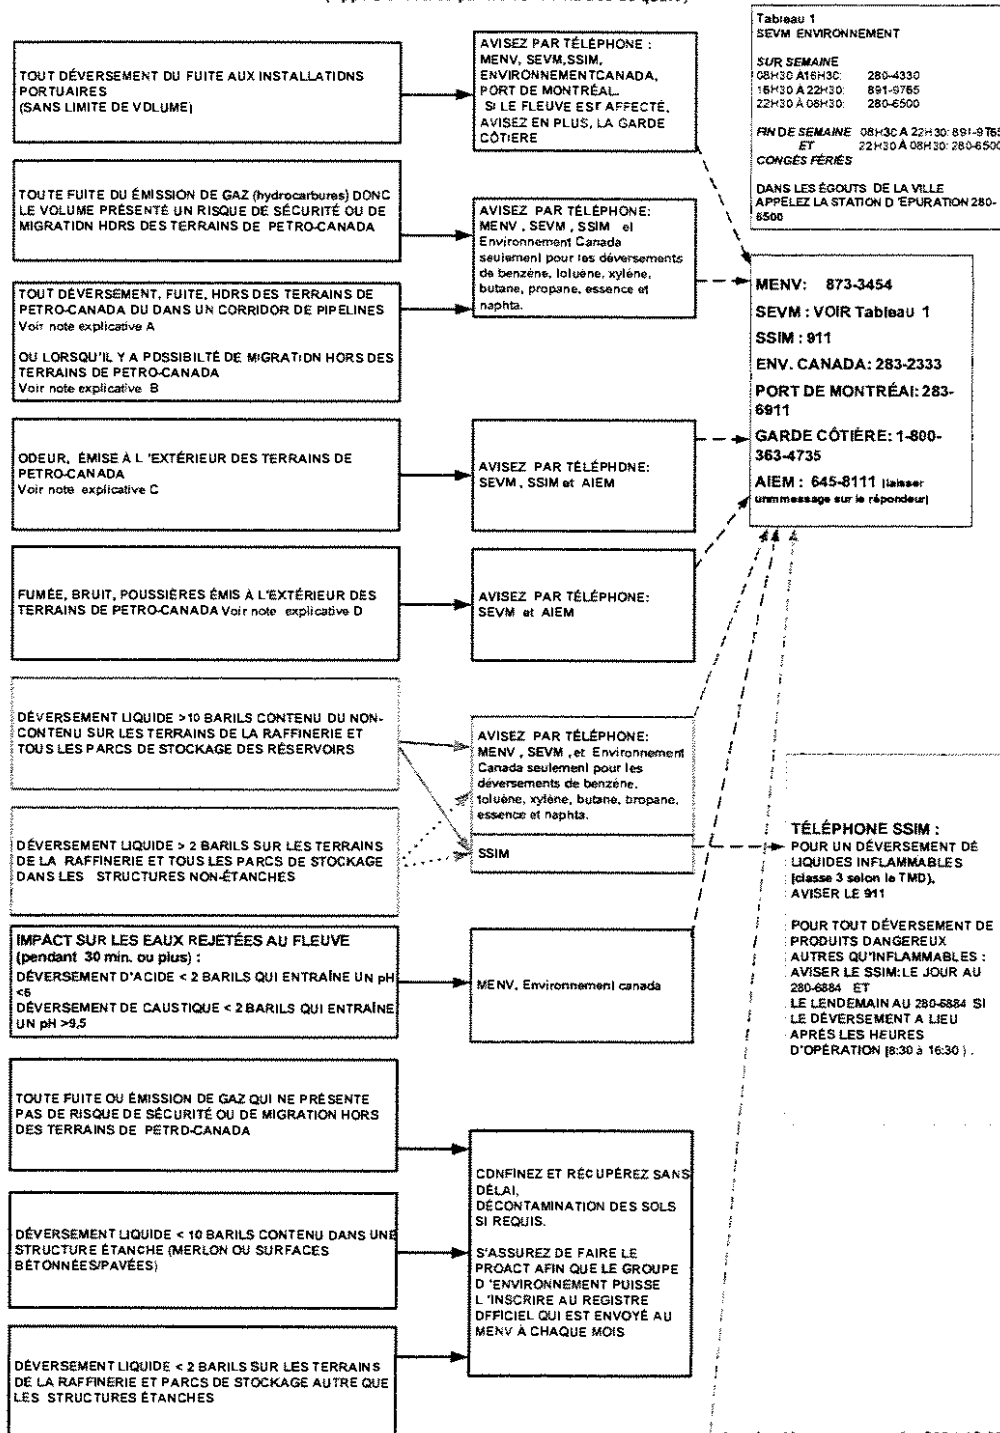 TOUT DÉVERSEMENT DU FUITE AUX INSTALLATIDNS
PORTUAIRES
(SANS LIMITE DE VDLUME)
AVISEZ PAR TÉLÉPHONE :
MENV, SEVM,SSIM,
ENVIRONNEMENTCANADA,
PORT DE MONTRÉAL.
SI LE FLEUVE EST AFFECTÉ,
AVISEZ EN PLUS, LA GARDE
CÔTIERE
Tableau 1
SEVM ENVIRONNEMENT
SUR SEMAINE
08H30 À16H30: 280-4330
16H30 À 22H30: 891-9765
22H30 À 08H30: 280-6500
FIN DE SEMAINE 08H30 A 22H30: 891-9765
ET 22H30 À 08H30: 280-6500
CONGÉS FÉRIÉS
DANS LES ÉGOUTS DE LA VILLE
APPÉLEZ LA STATION D 'ÉPURATION 280-
6500
TOUTE FUITE DU ÉMISSION DE GAZ (hydrocarbures) DONC
LE VOLUME PRÉSENTÉ UN RISQUE DE SÉCURITÉ OU DE
MIGRATION HDRS DES TERRAINS DE PETRO-CANADA
AVISEZ PAR TÉLÉPHONE:
MENV , SEVM , SSIM et
Environnement Canada
seulement pour les déversements
de benzène, toluène, xylène,
butane, propane, essence et
naphta.
TOUT DÉVERSEMENT, FUITE, HDRS DES TERRAINS DE
PETRO-CANADA DU DANS UN CORRIDOR DE PIPELINES
Voir note explicative A
OU LORSQU'IL Y A PDSSIBILTÉ DE MIGRATIDN HORS DES
TERRAINS DE PETRO-CANADA
Voir note explicative B
MENV: 873-3454
SEVM : VOIR Tableau 1
SSIM : 911
ENV. CANADA: 283-2333
PORT DE MONTRÉAl: 283-
6911
GARDE CÔTIÉRE: 1-800-
363-4735
AIEM : 645-8111 (laisser
unmmessage sur le répondeur)
ODEUR, ÉMISE À L 'EXTÉRIEUR DES TERRAINS DE
PETRO-CANADA
Voir note explicative C
AVISEZ PAR TÉLÉPHDNE:
SEVM , SSIM et AIEM
FUMÉE, BRUIT, POUSSIÈRES ÉMIS À L'EXTÉRIEUR DES
TERRAINS DE PETRO-CANADA Voir note explicative D
AVISEZ PAR TÉLÉPHONE:
SEVM et AIEM
DÉVERSEMENT LIQUIDE >10 BARILS CONTENU DU NON-
CONTENU SUR LES TERRAINS DE LA RAFFINERIE ET
TOUS LES PARCS DE STOCKAGE DES RÉSERVOIRS
AVISEZ PAR TÉLÉPHONE:
MENV , SEVM ,et Environnement
Canada seulement pour les
déversements de benzène,
toluène, xylène, butane, propane,
essence et naphta.
SSIM
DÉVERSEMENT LIQUIDE > 2 BARILS SUR LES TERRAINS
DE LA RAFFINERIE ET TOUS LES PARCS DE STOCKAGE
DANS LES STRUCTURES NON-ÉTANCHES
TÉLÉPHONE SSIM :
POUR UN DÉVERSEMENT DE
LIQUIDES INFLAMMABLES
(classe 3 selon le TMD),
AVISER LE 911
POUR TOUT DÉVERSEMENT DE
PRODUITS DANGEREUX
AUTRES QU'INFLAMMABLES :
AVISER LE SSIM:LE JOUR AU
280-6884 ET
LE LENDEMAIN AU 280-6884 SI
LE DÉVERSEMENT A LIEU
APRÈS LES HEURES
D'OPÉRATION (8:30 à 16:30 ) .
IMPACT SUR LES EAUX REJETÉES AU FLEUVE
(pendant 30 min. ou plus) :
DÉVERSEMENT D'ACIDE < 2 BARILS QUI ENTRAÎNE UN pH
<6
DÉVERSEMENT DE CAUSTIQUE < 2 BARILS QUI ENTRAÎNE
UN pH >9,5
MENV, Environnement canada
TOUTE FUITE OU ÉMISSION DE GAZ QUI NE PRÉSENTE
PAS DE RISQUE DE SÉCURITÉ OU DE MIGRATION HORS
DES TERRAINS DE PETRD-CANADA
CDNFINEZ ET RÉCUPÉREZ SANS
DÉLAI,
DÉCONTAMINATION DES SOLS
SI REQUIS.
S'ASSUREZ DE FAIRE LE
PROACT AFIN QUE LE GROUPE
D 'ENVIRONNEMENT PUISSE
L 'INSCRIRE AU REGISTRE
DFFICIEL QUI EST ENVOYÉ AU
MENV À CHAQUE MOIS
DÉVERSEMENT LIQUIDE < 10 BARILS CONTENU DANS UNE
STRUCTURE ÉTANCHE (MERLON OU SURFACES
BÉTONNÉES/PAVÉES)
DÉVERSEMENT LIQUIDE < 2 BARILS SUR LES TERRAINS
DE LA RAFFINERIE ET PARCS DE STOCKAGE AUTRE QUE
LES STRUCTURES ÉTANCHES